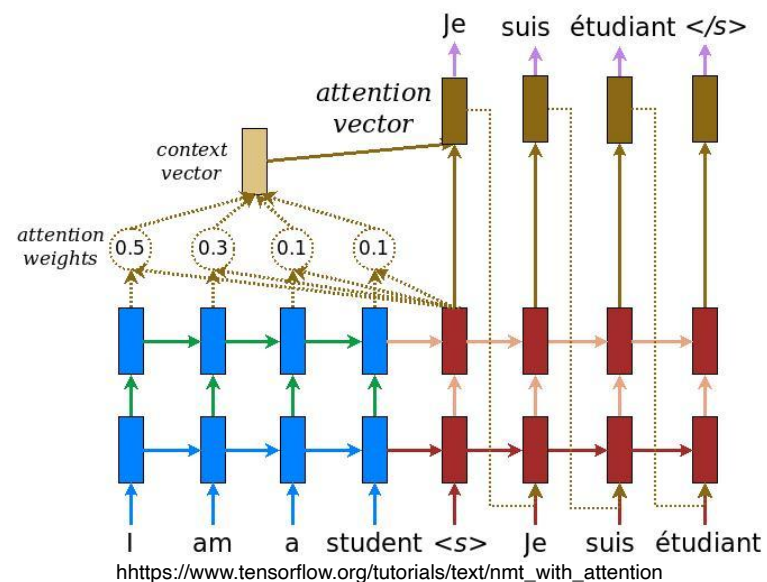 Je suis étudiant </s>
attention
vector
context
vector
attention
weights
0.5 0.3 0.1 0.1
I am a student <s> Je suis étudiant
hhttps://www.tensorflow.org/tutorials/text/nmt_with_attention